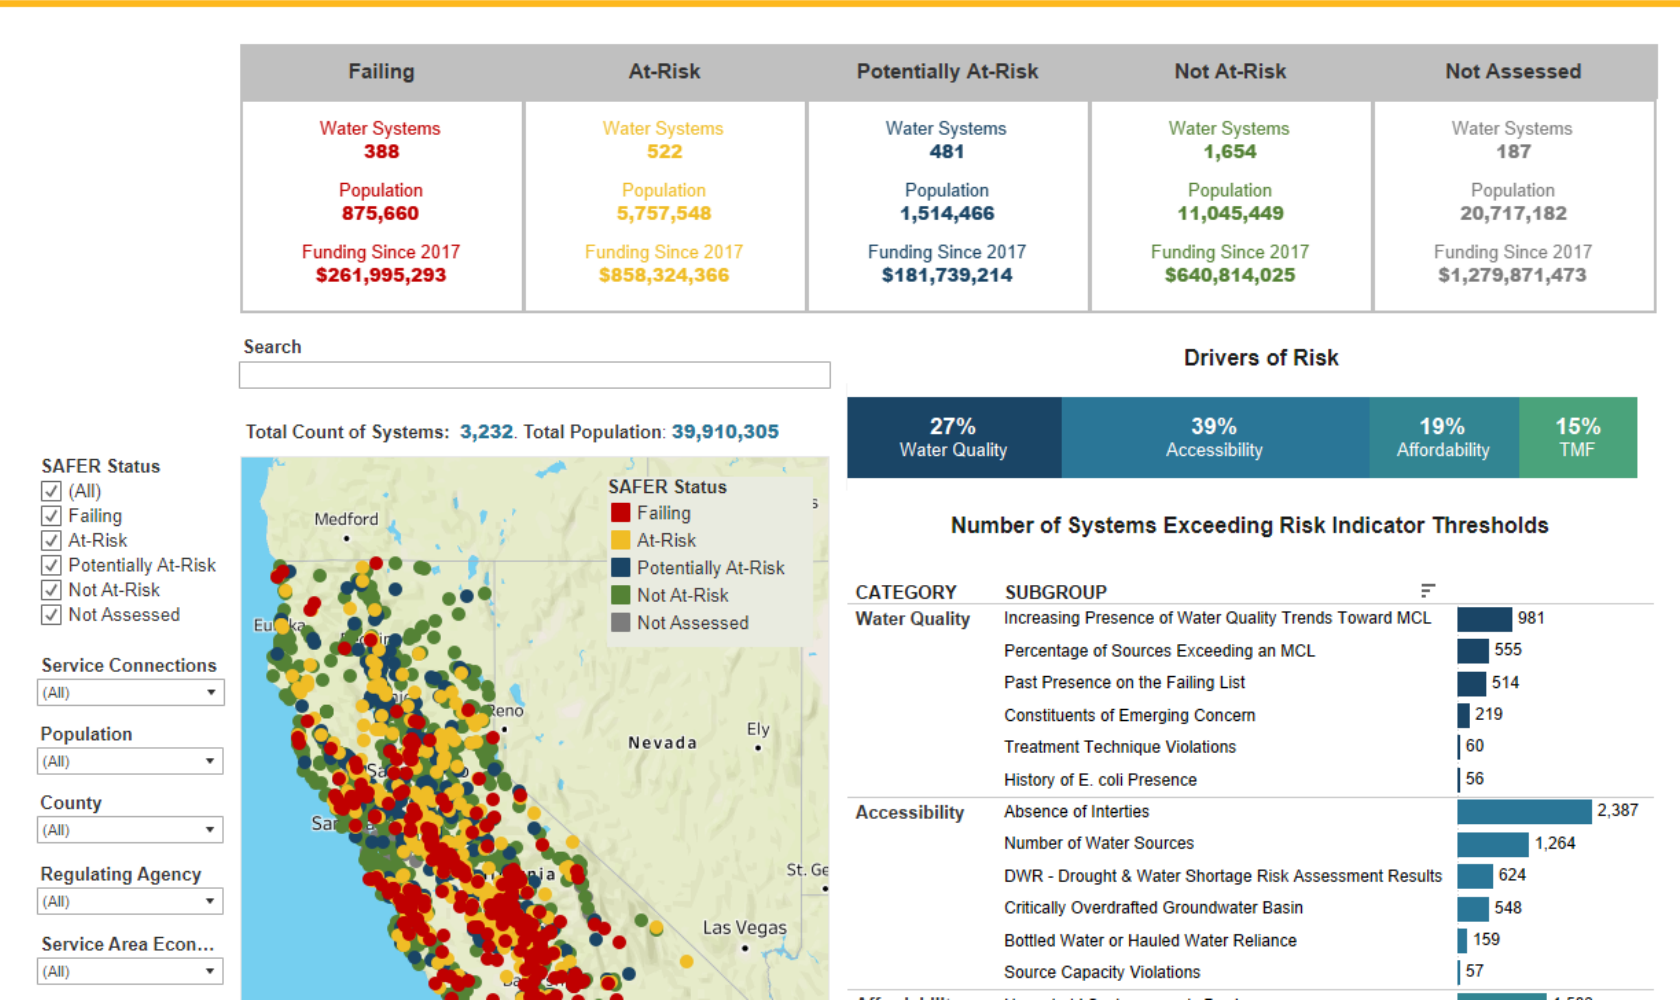 Failing At-Risk Potentially At-Risk Not At-Risk Not Assessed
Water Systems Water Systems Water Systems Water Systems Water Systems
388 522 481 1,654 187
Population Population Population Population Population
875,660 5,757,548 1,514,466 11,045,449 20,717,182
Funding Since 2017 Funding Since 2017 Funding Since 2017 Funding Since 2017 Funding Since 2017
$261,995,293 $858,324,366 $181,739,214 $640,814,025 $1,279,871,473
Search
Total Count of Systems: 3,232. Total Population: 39,910,305
SAFER Status
(All)
Failing
At-Risk
Potentially At-Risk
Not At-Risk
Not Assessed
Service Connections
(All)
Population
(All)
County
(All)
Regulating Agency
(All)
Service Area Econ...
(All)
SAFER Status
Failing
At-Risk
Potentially At-Risk
Not At-Risk
Not Assessed
Medford
Reno
Nevada
Ely
St. Ge
Las Vegas
Drivers of Risk
27% 39% 19% 15%
Water Quality Accessibility Affordability TMF
Number of Systems Exceeding Risk Indicator Thresholds
CATEGORY SUBGROUP
Water Quality Increasing Presence of Water Quality Trends Toward MCL 981
Percentage of Sources Exceeding an MCL 555
Past Presence on the Failing List 514
Constituents of Emerging Concern 219
Treatment Technique Violations 60
History of E. coli Presence 56
Accessibility Absence of Interties 2,387
Number of Water Sources 1,264
DWR - Drought & Water Shortage Risk Assessment Results 624
Critically Overdrafted Groundwater Basin 548
Bottled Water or Hauled Water Reliance 159
Source Capacity Violations 57